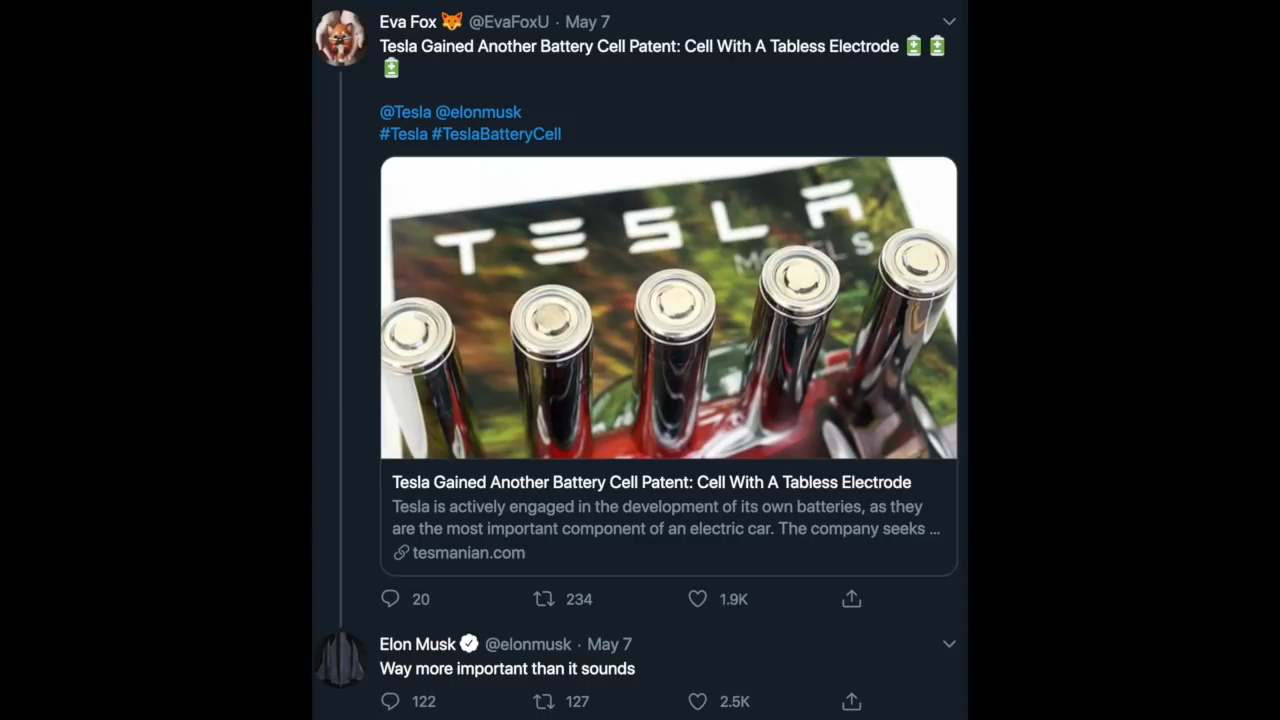 Eva Fox 🦊 @EvaFoxU · May 7
Tesla Gained Another Battery Cell Patent: Cell With A Tabless Electrode 🔋 🔋
🔋
@Tesla @elonmusk
#Tesla #TeslaBatteryCell
TESLA
MODEL S
Tesla Gained Another Battery Cell Patent: Cell With A Tabless Electrode
Tesla is actively engaged in the development of its own batteries, as they
are the most important component of an electric car. The company seeks ...
tesmanian.com
20 234 1.9K
Elon Musk @elonmusk · May 7
Way more important than it sounds
122 127 2.5K